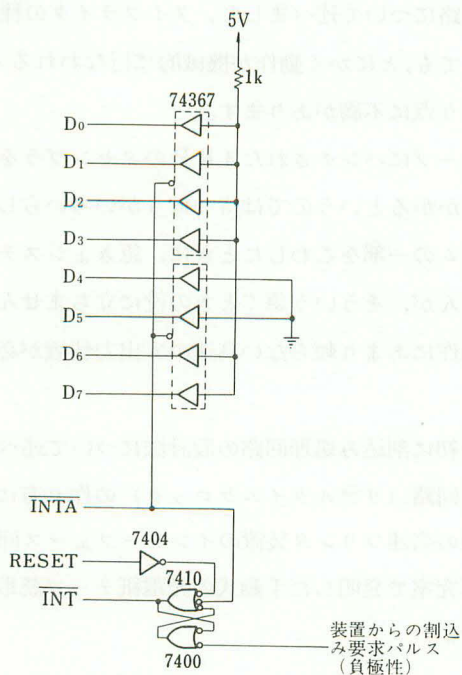 5V
1k
74367
D₀
D₁
D₂
D₃
D₄
D₅
D₆
D₇
INTA
RESET
7404
7410
INT
7400
装置からの割込
み要求パルス
(負極性)